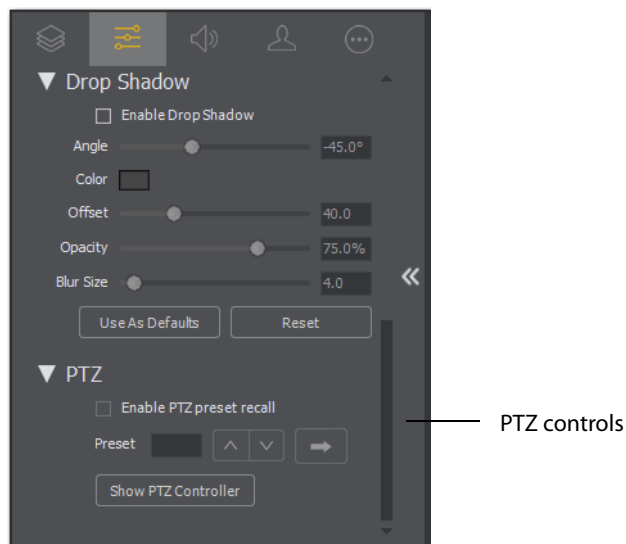 Drop Shadow
Enable Drop Shadow
Angle -45.0°
Color
Offset 40.0
Opacity 75.0%
Blur Size 4.0
Use As Defaults Reset
PTZ
Enable PTZ preset recall
PTZ controls
Preset
Show PTZ Controller